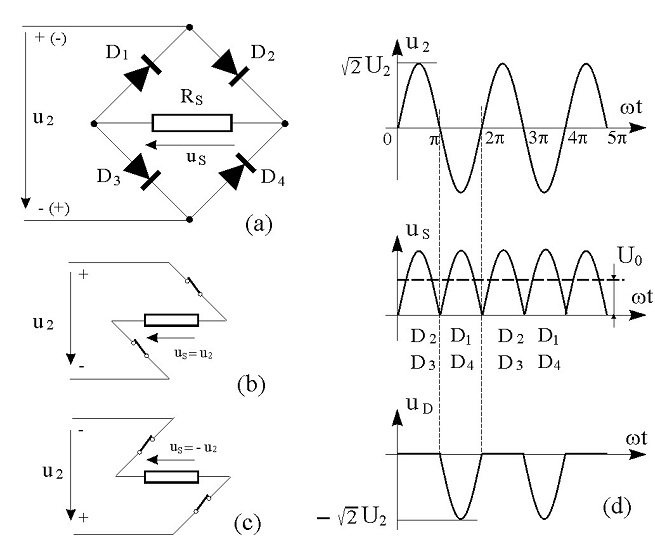 + (-)
D1
D2
u2
RS
uS
D3
D4
- (+)
(a)
+
u2
uS= u2
-
(b)
-
uS= - u2
u2
+
(c)
u2
√2 U2
ωt
0
π
2π
3π
4π
5π
uS
U0
ωt
D2 D1 D2 D1
D3 D4 D3 D4
uD
ωt
- √2 U2
(d)